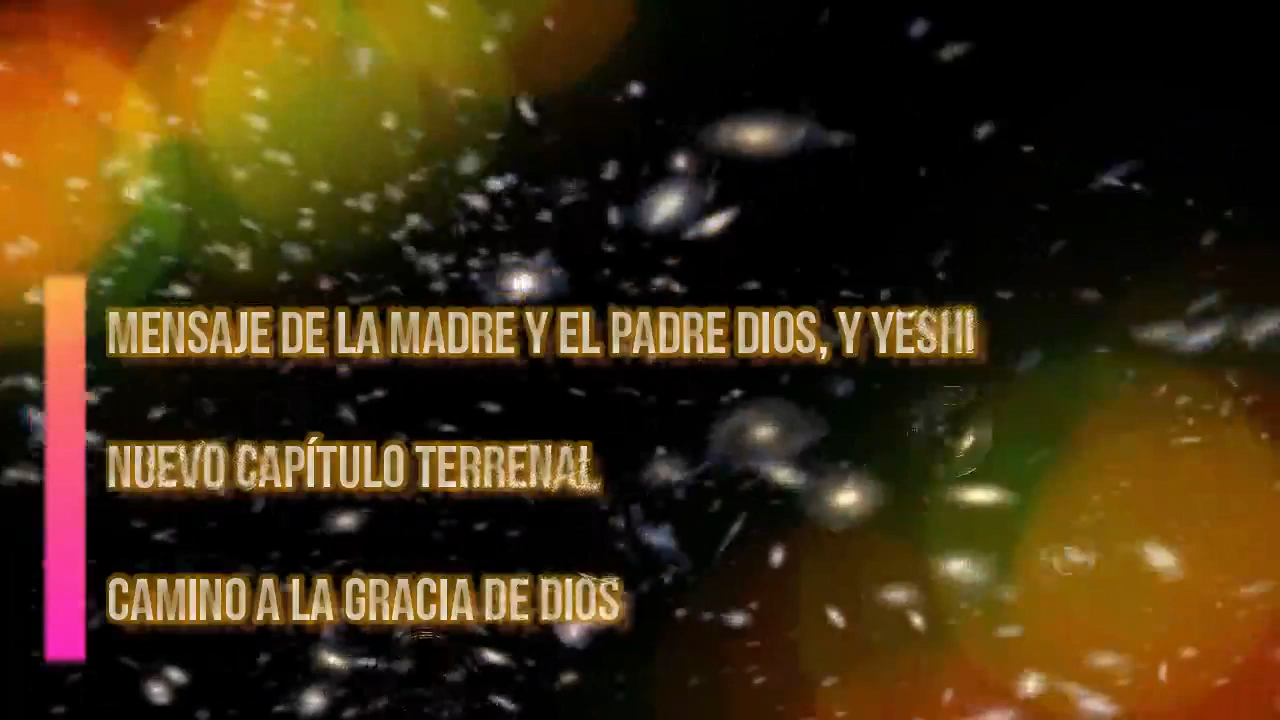 MENSAJE DE LA MADRE Y EL PADRE DIOS, Y YESHI
NUEVO CAPÍTULO TERRENAL
CAMINO A LA GRACIA DE DIOS